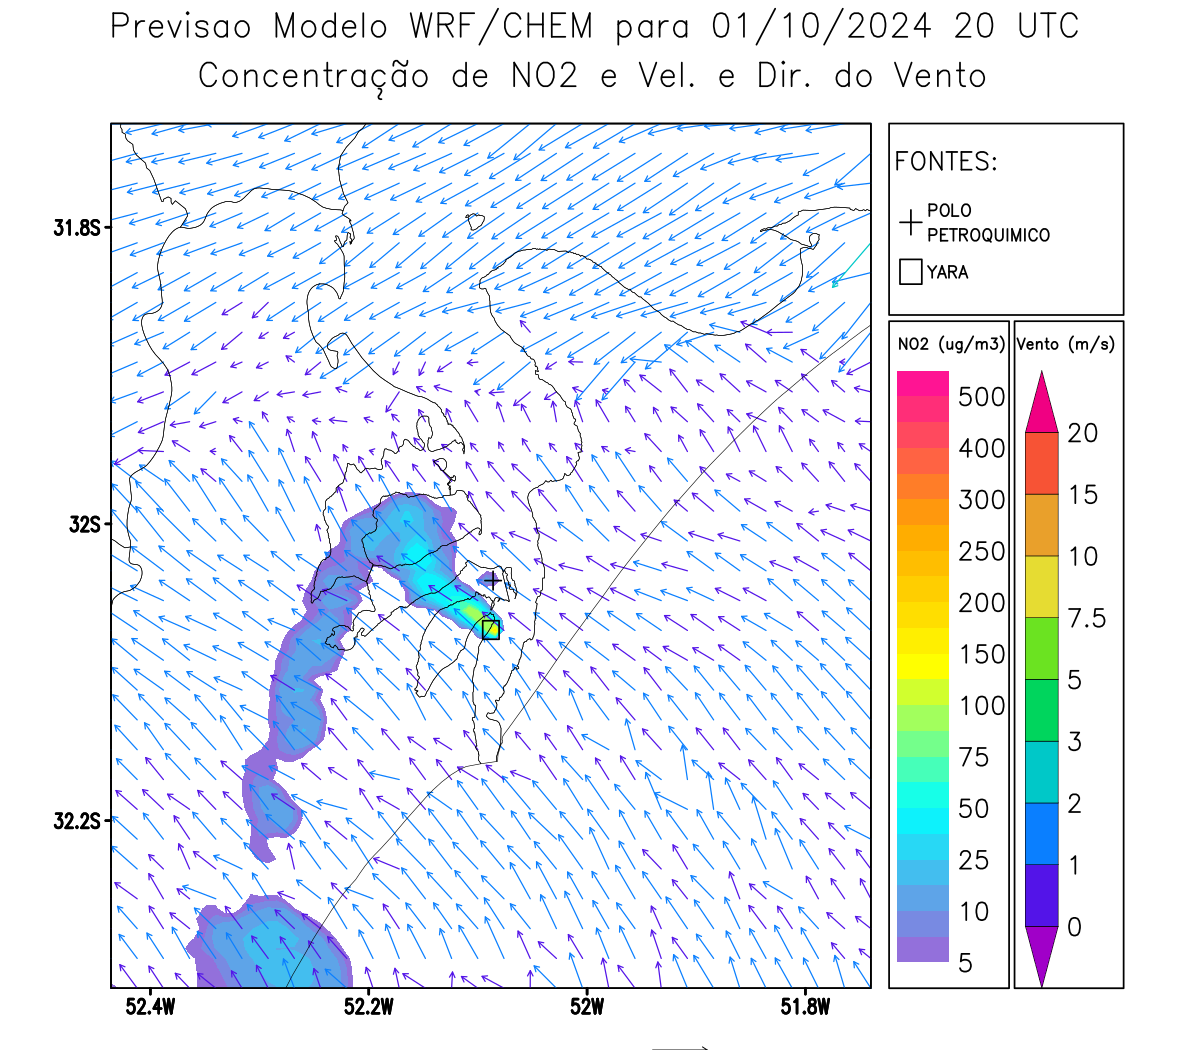 Previsao Modelo WRF/CHEM para 01/10/2024 20 UTC
Concentração de NO2 e Vel. e Dir. do Vento
FONTES:
POLO
PETROQUIMICO
YARA
31.8S
32S
32.2S
52.4W
52.2W
52W
51.8W
NO2 (ug/m3)
500
400
300
250
200
150
100
75
50
25
10
5
Vento (m/s)
20
15
10
7.5
5
3
2
1
0